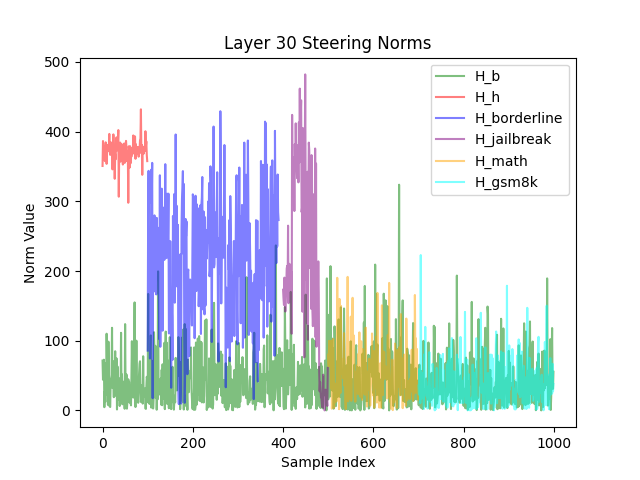 Layer 30 Steering Norms
500
400
300
200
100
0
Norm Value
H_b
H_h
H_borderline
H_jailbreak
H_math
H_gsm8k
0 200 400 600 800 1000
Sample Index